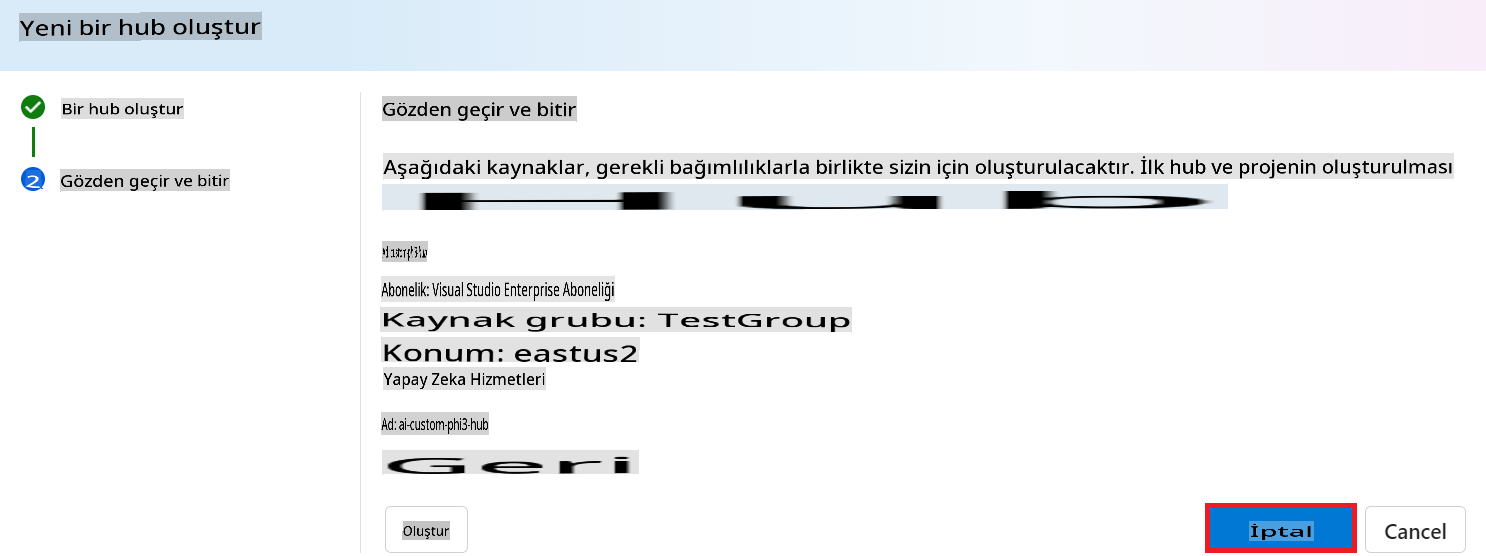 Yeni bir hub oluştur
Bir hub oluştur
2
Gözden geçir ve bitir
Gözden geçir ve bitir
Aşağıdaki kaynaklar, gerekli bağımlılıklarla birlikte sizin için oluşturulacaktır. İlk hub ve projenin oluşturulması
Hub
Abonelik: Visual Studio Enterprise Aboneliği
Kaynak grubu: TestGroup
Konum: eastus2
Yapay Zeka Hizmetleri
Ad: ai-custom-phi3-hub
Geri
Oluştur
İptal
Cancel